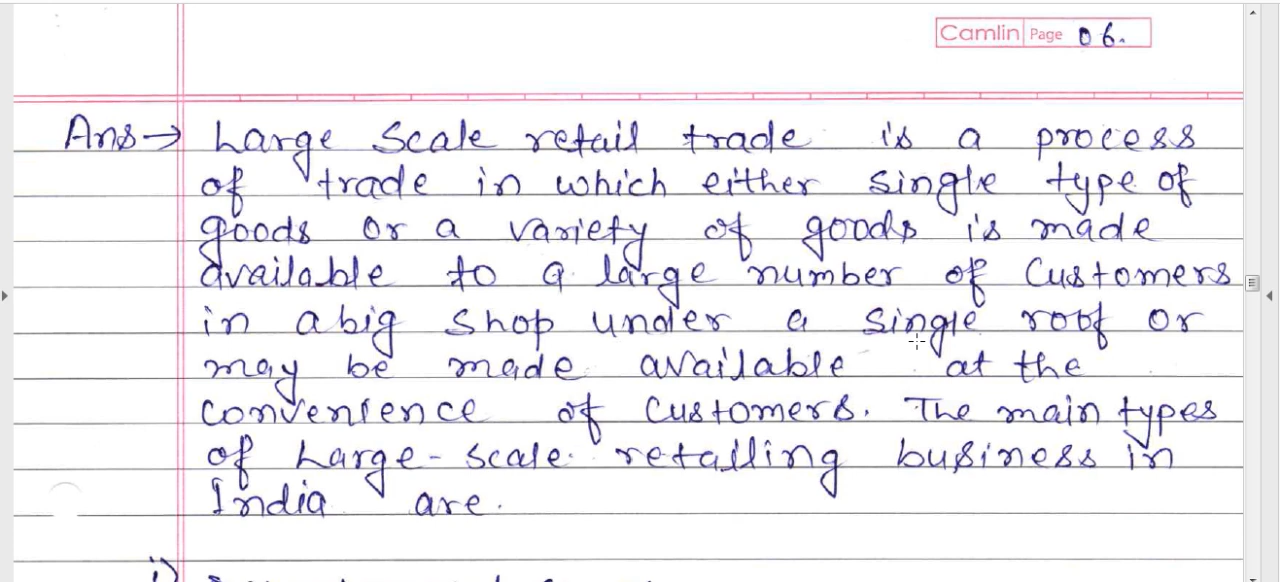 Camlin Page 06.
Ans→ Large Scale retail trade is a process
of trade in which either single type of
goods or a variety of goods is made
available to a large number of Customers
in a big shop under a single roof or
may be made available at the
convenience of customers. The main types
of Large-scale retailing business in
India are.
i)